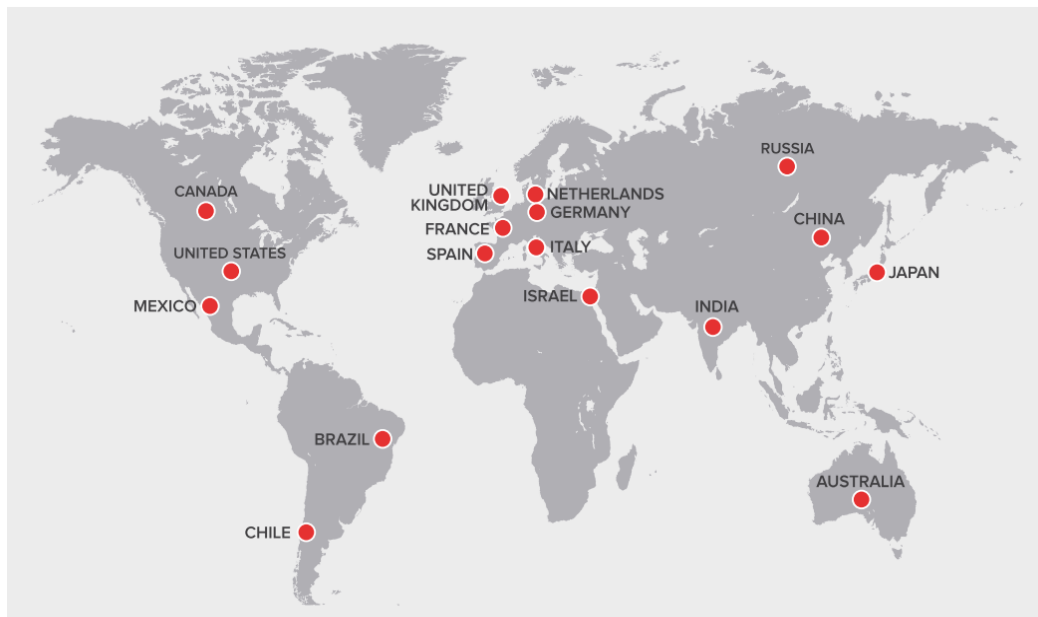 RUSSIA
CANADA
UNITED
KINGDOM
NETHERLANDS
GERMANY
CHINA
FRANCE
UNITED STATES
SPAIN
ITALY
JAPAN
MEXICO
ISRAEL
INDIA
BRAZIL
AUSTRALIA
CHILE